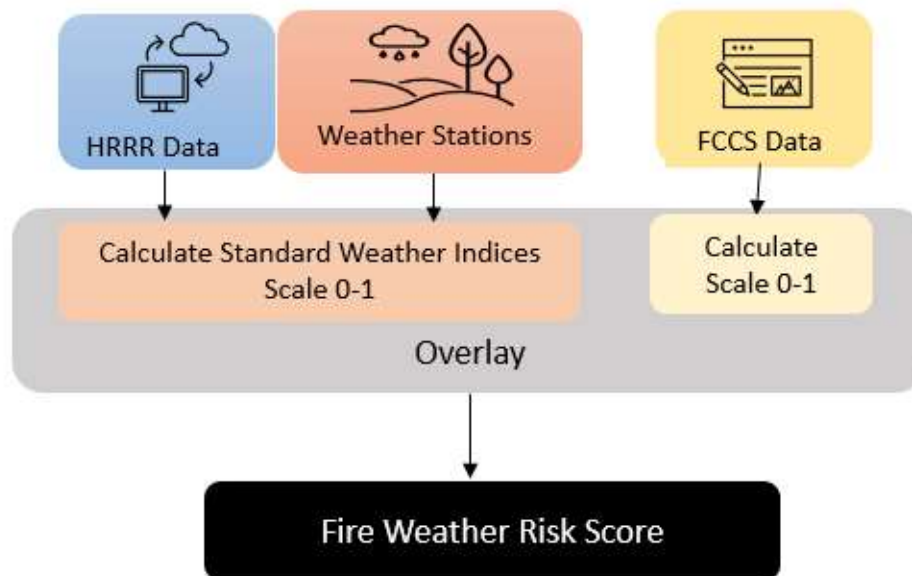 HRRR Data
Weather Stations
FCCS Data
Calculate Standard Weather Indices
Scale 0-1
Calculate
Scale 0-1
Overlay
Fire Weather Risk Score